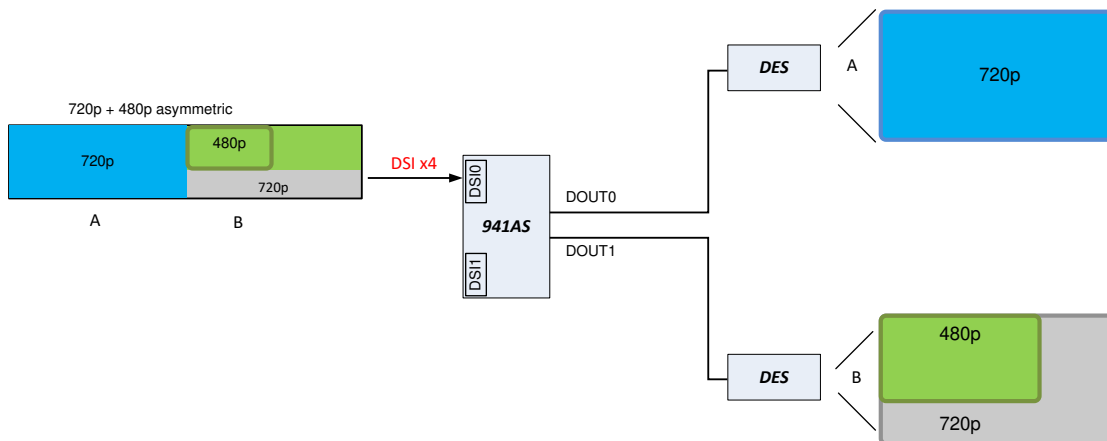 720p + 480p asymmetric
720p
480p
720p
A
B
DSI x4
DSI0
941AS
DSI1
DOUT0
DOUT1
DES
A
720p
DES
B
480p
720p